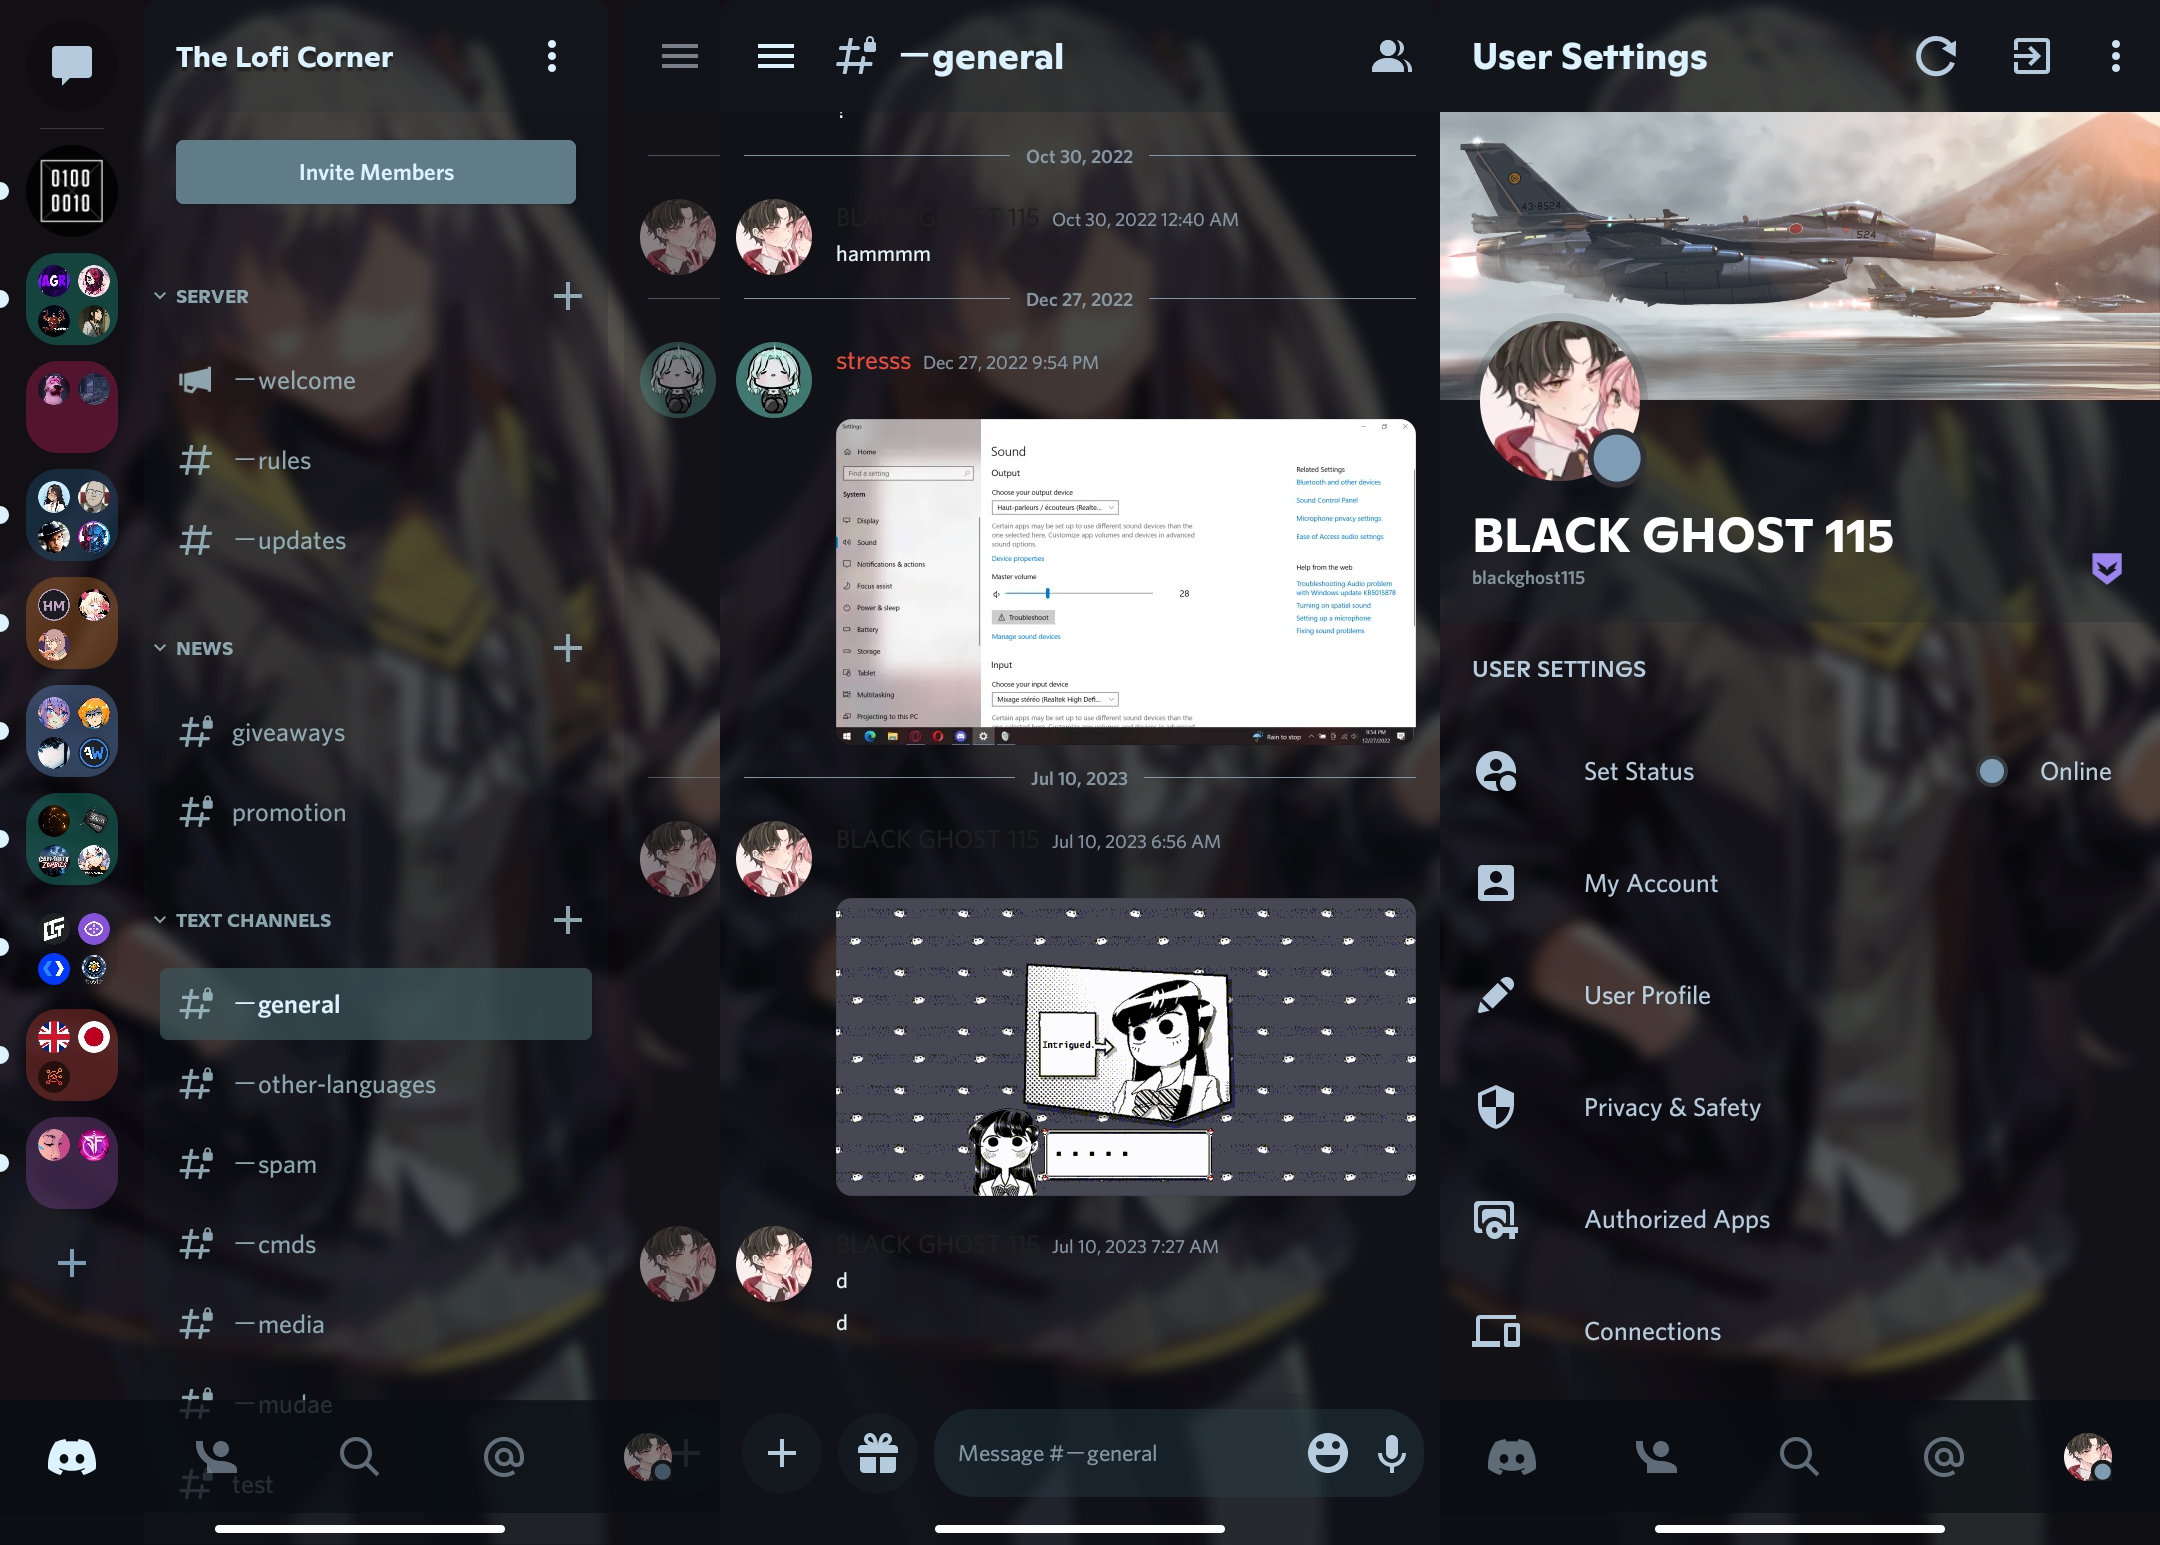 The Lofi Corner
Invite Members
0100
0010
AGR
HM
SERVER
—welcome
—rules
—updates
NEWS
giveaways
promotion
TEXT CHANNELS
—general
—other-languages
—spam
—cmds
—media
—mudae
test
—general
Oct 30, 2022
BLACK GHOST 115 Oct 30, 2022 12:40 AM
hammmm
Dec 27, 2022
stresss Dec 27, 2022 9:54 PM
Settings
Home
Find a setting
System
Display
Sound
Notifications & actions
Focus assist
Power & sleep
Battery
Storage
Tablet
Multitasking
Projecting to this PC
Sound
Output
Choose your output device
Haut-parleurs / écouteurs (Realte...
Certain apps may be set up to use different sound devices than the
one selected here. Customize app volumes and devices in advanced
sound options.
Device properties
Master volume
28
Troubleshoot
Manage sound devices
Input
Choose your input device
Mixage stéréo (Realtek High Defi...
Certain apps may be set up to use different sound devices than the
one selected here. Customize app volumes and devices in advanced
Related Settings
Bluetooth and other devices
Sound Control Panel
Microphone privacy settings
Ease of Access audio settings
Help from the web
Troubleshooting Audio problem
with Windows update KB5015878
Turning on spatial sound
Setting up a microphone
Fixing sound problems
Rain to stop
9:54 PM
12/27/2022
Jul 10, 2023
BLACK GHOST 115 Jul 10, 2023 6:56 AM
Intrigued.
. . . . .
BLACK GHOST 115 Jul 10, 2023 7:27 AM
d
d
Message #—general
User Settings
43-8524
524
BLACK GHOST 115
blackghost115
USER SETTINGS
Set Status
Online
My Account
User Profile
Privacy & Safety
Authorized Apps
Connections